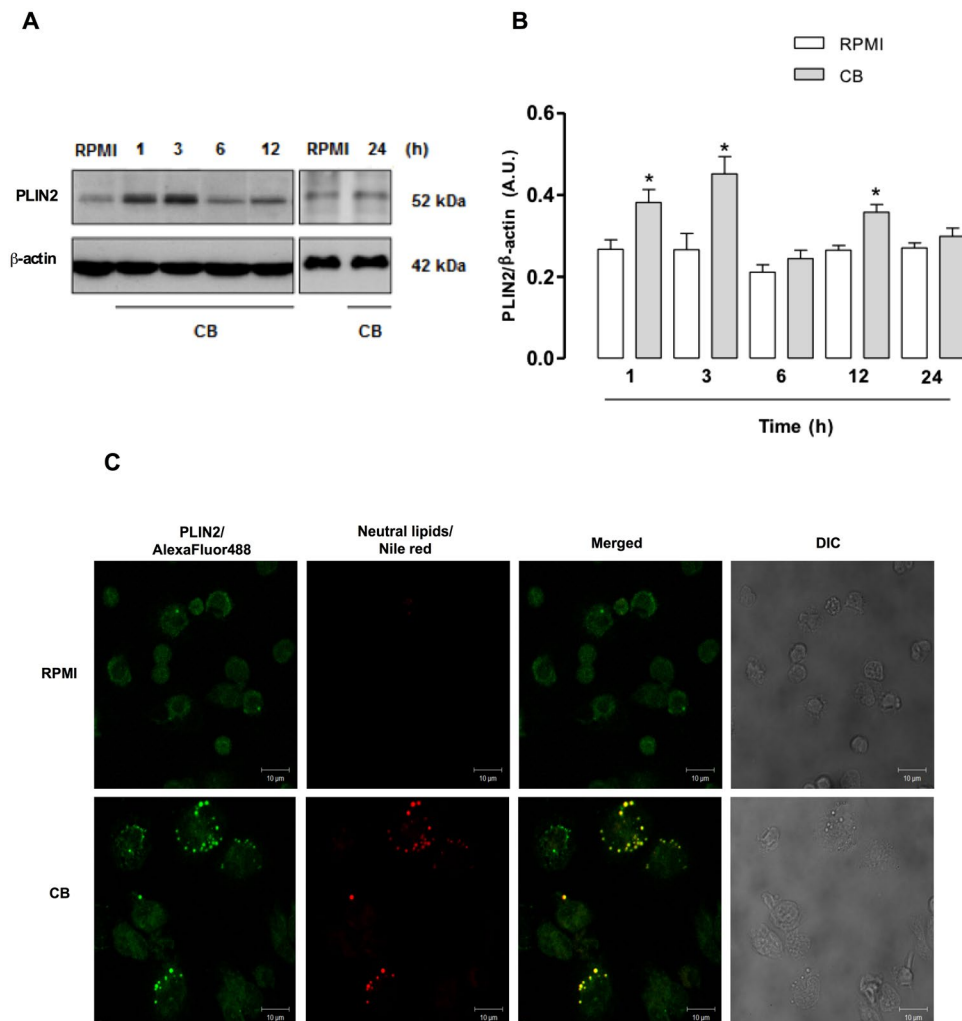 A
RPMI 1 3 6 12 RPMI 24 (h)
PLIN2 52 kDa
β-actin 42 kDa
CB CB
B
RPMI
CB
PLIN2/β-actin (A.U.)
0.6
0.4
0.2
0.0
* * *
1 3 6 12 24
Time (h)
C
PLIN2/
AlexaFluor488
Neutral lipids/
Nile red
Merged
DIC
RPMI
10 μm 10 μm 10 μm 10 μm
CB
10 μm 10 μm 10 μm 10 μm